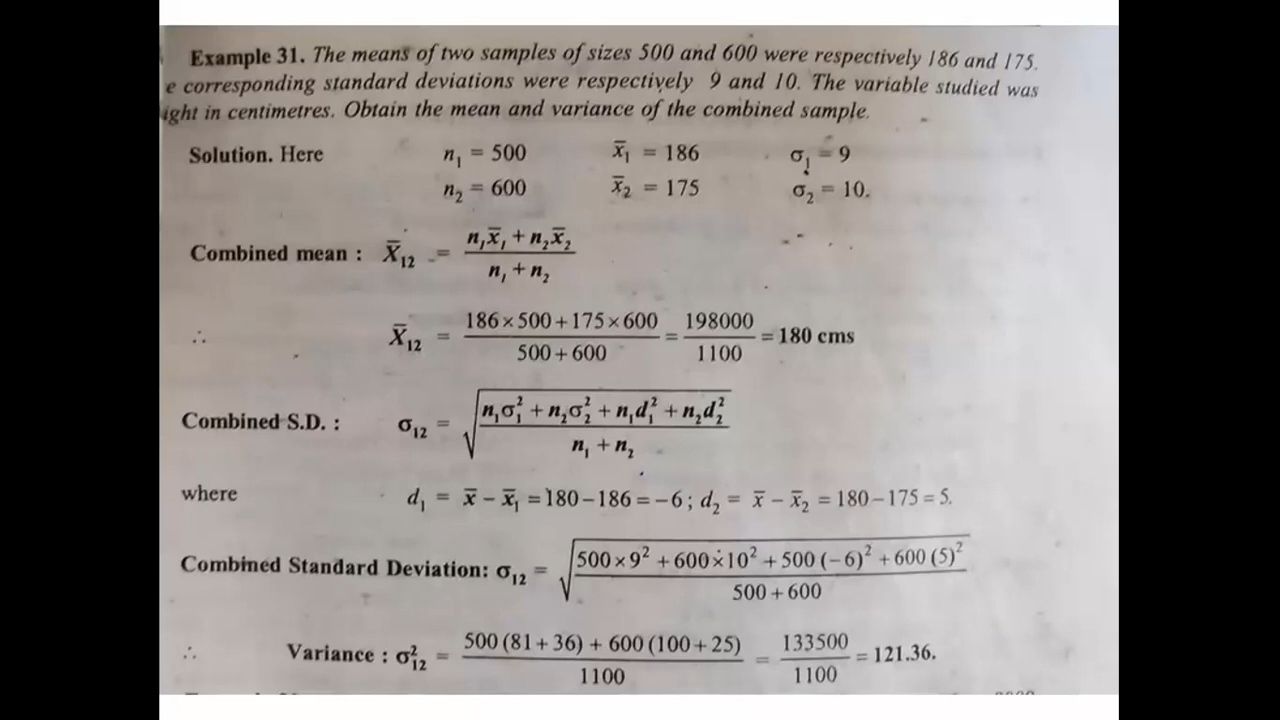 Example 31. The means of two samples of sizes 500 and 600 were respectively 186 and 175.
e corresponding standard deviations were respectively 9 and 10. The variable studied was
ight in centimetres. Obtain the mean and variance of the combined sample.
Solution. Here n₁ = 500 x̄₁ = 186 σ₁ = 9
n₂ = 600 x̄₂ = 175 σ₂ = 10.
Combined mean : X̄₁₂ = (n₁x̄₁ + n₂x̄₂) / (n₁ + n₂)
∴ X̄₁₂ = (186 × 500 + 175 × 600) / (500 + 600) = 198000 / 1100 = 180 cms
Combined S.D. : σ₁₂ = √((n₁σ₁² + n₂σ₂² + n₁d₁² + n₂d₂²) / (n₁ + n₂))
where d₁ = x̄ – x̄₁ = 180 – 186 = – 6 ; d₂ = x̄ – x̄₂ = 180 – 175 = 5.
Combined Standard Deviation: σ₁₂ = √((500 × 9² + 600 × 10² + 500 (– 6)² + 600 (5)²) / (500 + 600))
∴ Variance : σ₁₂² = (500 (81 + 36) + 600 (100 + 25)) / 1100 = 133500 / 1100 = 121.36.